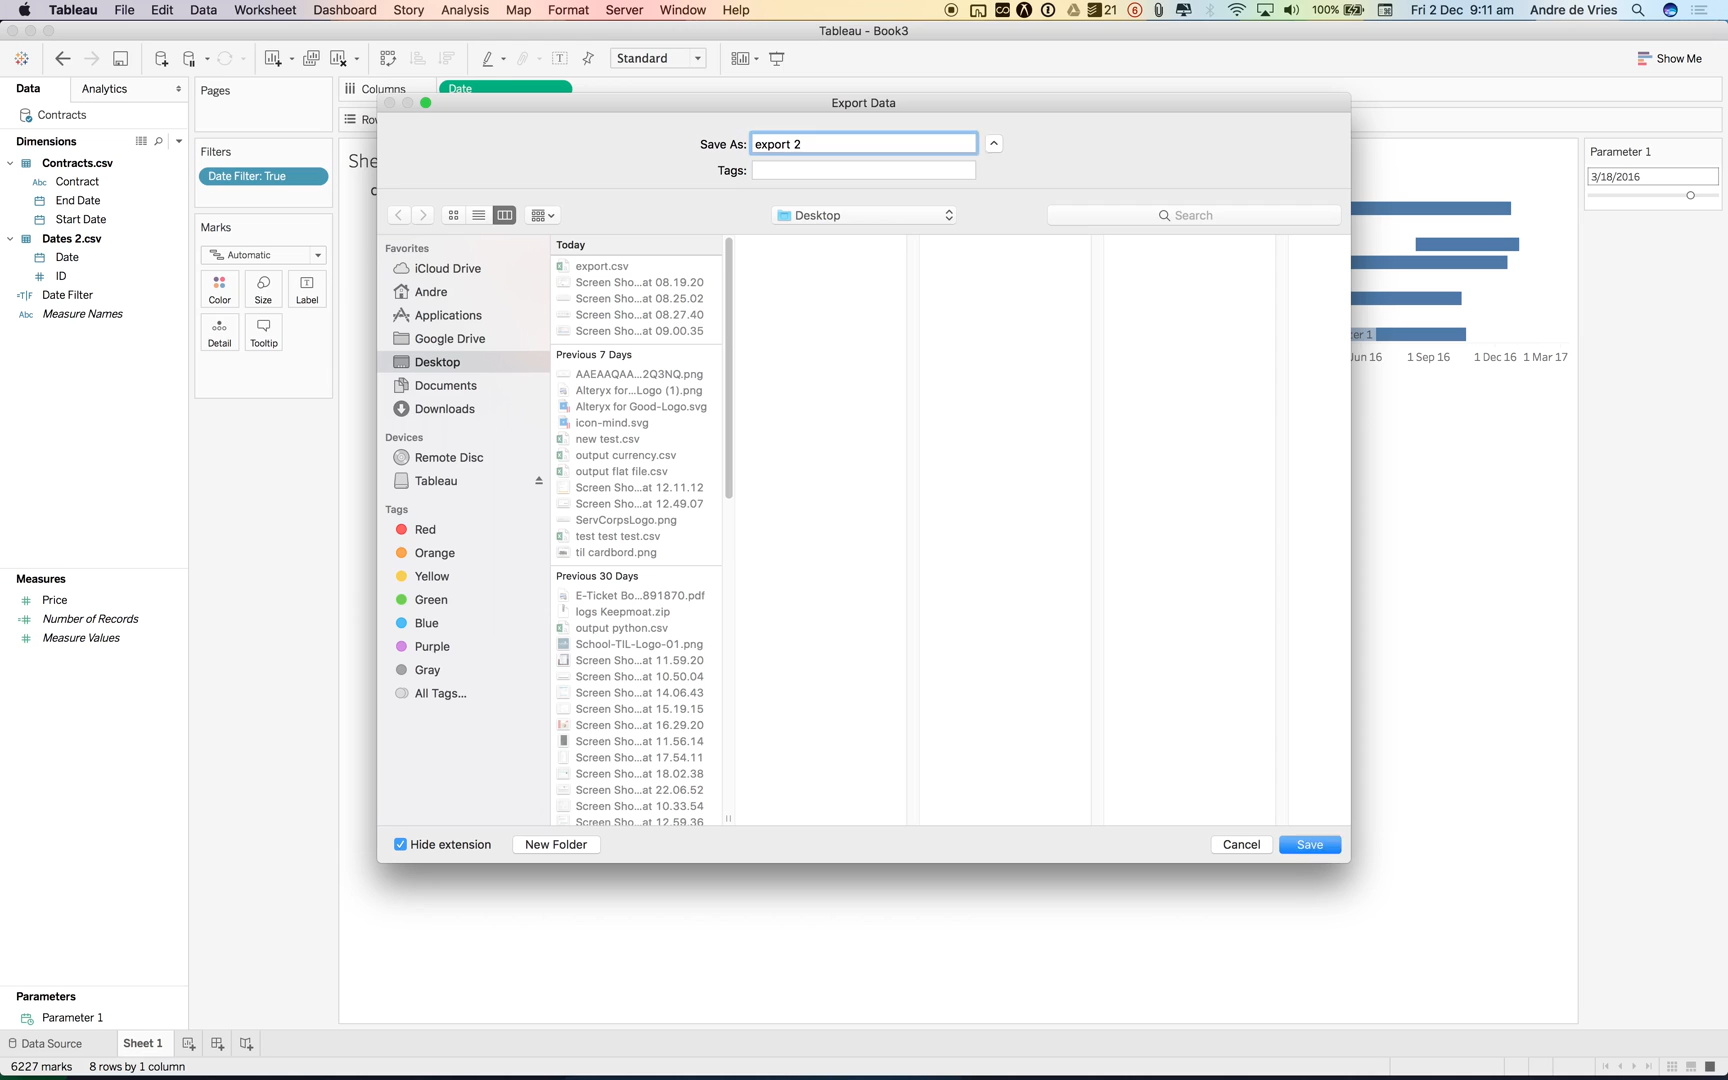 Tableau File Edit Data Worksheet Dashboard Story Analysis Map Format Server Window Help 21 6 100% Fri 2 Dec 9:11 am Andre de Vries
Tableau - Book3
Standard
Show Me
Data Analytics
Pages
Columns Date
Contracts
Export Data
Dimensions
Contracts.csv
Abc Contract
End Date
Start Date
Dates 2.csv
Date
# ID
=T|F Date Filter
Abc Measure Names
Measures
# Price
=# Number of Records
# Measure Values
Parameters
Parameter 1
Filters
Date Filter: True
Marks
Automatic
Color Size Label
Detail Tooltip
Save As: export 2
Tags:
Desktop
Search
Favorites
iCloud Drive
Andre
Applications
Google Drive
Desktop
Documents
Downloads
Devices
Remote Disc
Tableau
Tags
Red
Orange
Yellow
Green
Blue
Purple
Gray
All Tags...
Today
export.csv
Screen Sho...at 08.19.20
Screen Sho...at 08.25.02
Screen Sho...at 08.27.40
Screen Sho...at 09.00.35
Previous 7 Days
AAEAAQAA...2Q3NQ.png
Alteryx for...Logo (1).png
Alteryx for Good-Logo.svg
icon-mind.svg
new test.csv
output currency.csv
output flat file.csv
Screen Sho...at 12.11.12
Screen Sho...at 12.49.07
ServCorpsLogo.png
test test test.csv
til cardbord.png
Previous 30 Days
E-Ticket Bo...891870.pdf
logs Keepmoat.zip
output python.csv
School-TIL-Logo-01.png
Screen Sho...at 11.59.20
Screen Sho...at 10.50.04
Screen Sho...at 14.06.43
Screen Sho...at 15.19.15
Screen Sho...at 16.29.20
Screen Sho...at 11.56.14
Screen Sho...at 17.54.11
Screen Sho...at 18.02.38
Screen Sho...at 22.06.52
Screen Sho...at 10.33.54
Screen Sho...at 12.59.36
Hide extension New Folder Cancel Save
Parameter 1
3/18/2016
1 Sep 16 1 Dec 16 1 Mar 17
Data Source Sheet 1
6227 marks 8 rows by 1 column